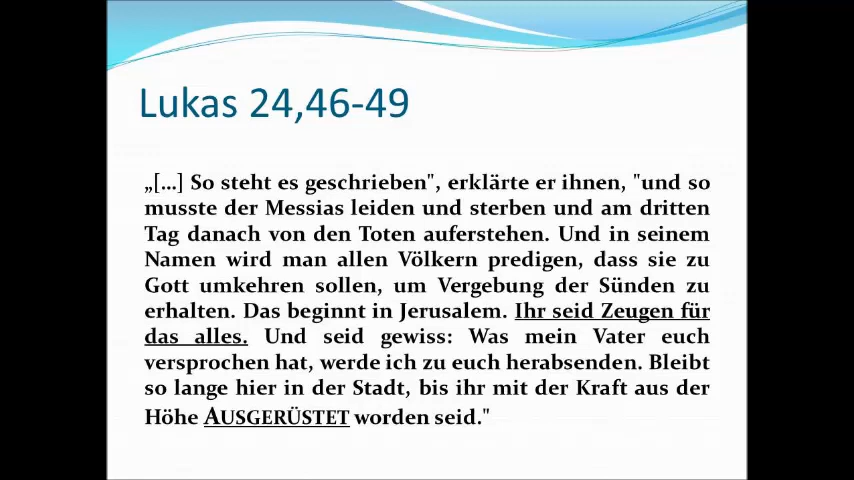 Lukas 24,46-49
„[...] So steht es geschrieben", erklärte er ihnen, "und so
musste der Messias leiden und sterben und am dritten
Tag danach von den Toten auferstehen. Und in seinem
Namen wird man allen Völkern predigen, dass sie zu
Gott umkehren sollen, um Vergebung der Sünden zu
erhalten. Das beginnt in Jerusalem. Ihr seid Zeugen für
das alles. Und seid gewiss: Was mein Vater euch
versprochen hat, werde ich zu euch herabsenden. Bleibt
so lange hier in der Stadt, bis ihr mit der Kraft aus der
Höhe AUSGERÜSTET worden seid."